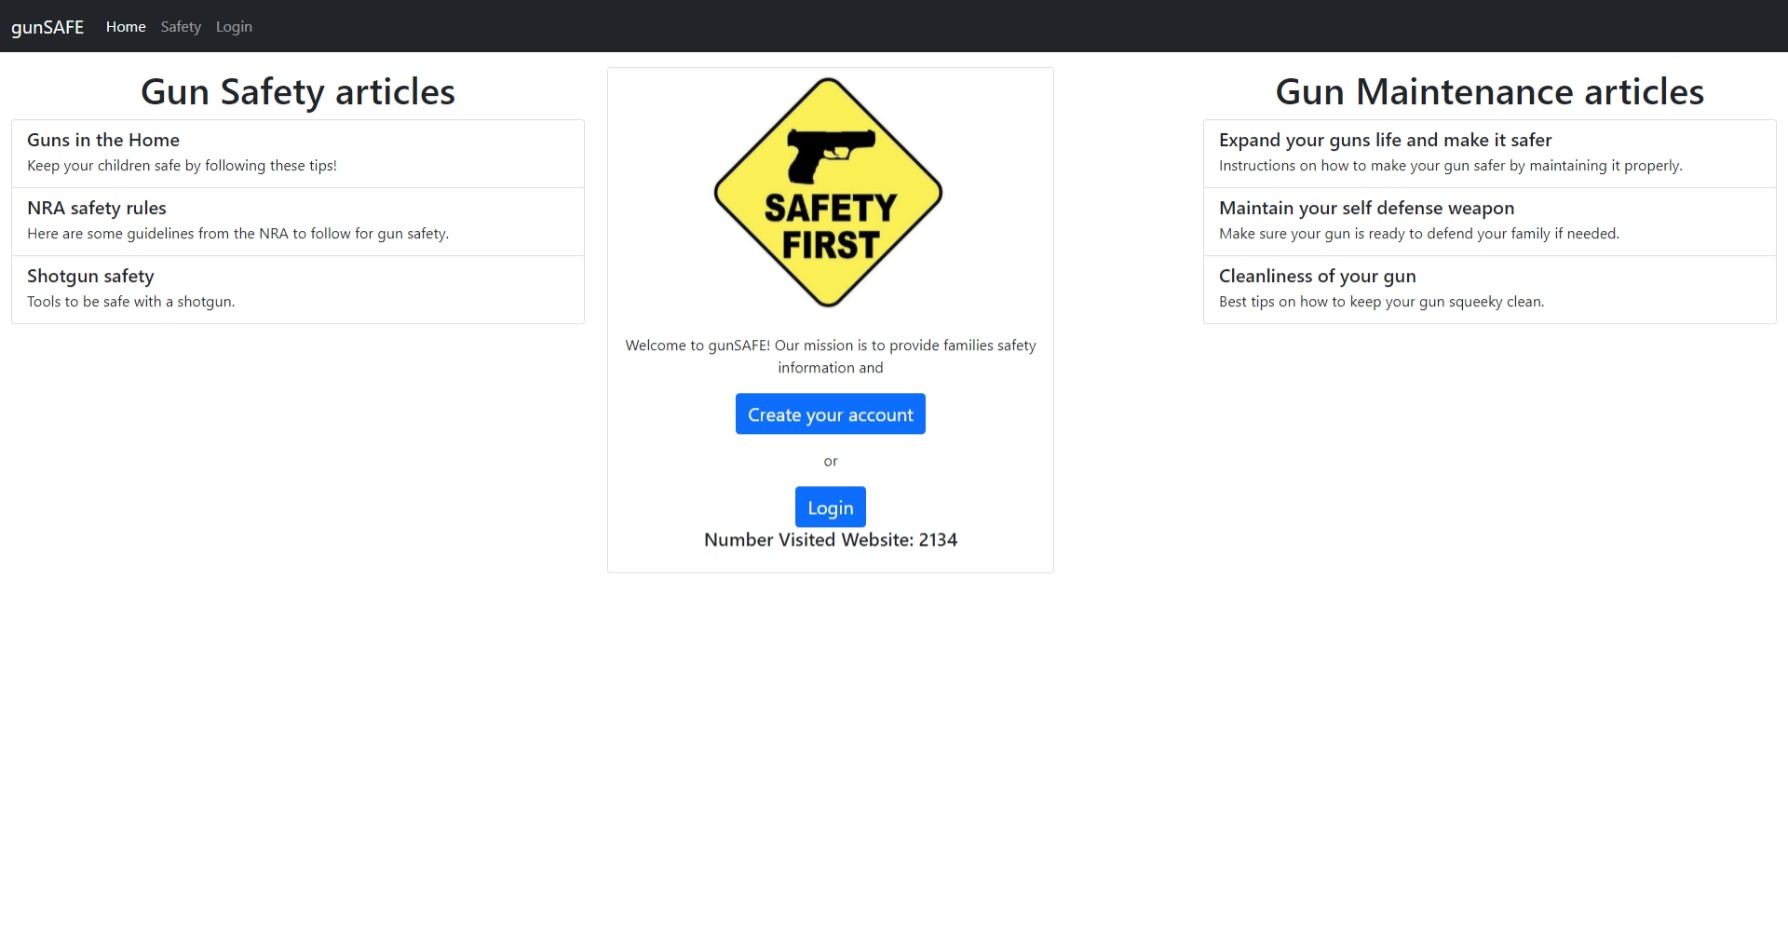 gunSAFE Home Safety Login
Gun Safety articles
Guns in the Home
Keep your children safe by following these tips!
NRA safety rules
Here are some guidelines from the NRA to follow for gun safety.
Shotgun safety
Tools to be safe with a shotgun.
SAFETY
FIRST
Welcome to gunSAFE! Our mission is to provide families safety
information and
Create your account
or
Login
Number Visited Website: 2134
Gun Maintenance articles
Expand your guns life and make it safer
Instructions on how to make your gun safer by maintaining it properly.
Maintain your self defense weapon
Make sure your gun is ready to defend your family if needed.
Cleanliness of your gun
Best tips on how to keep your gun squeeky clean.